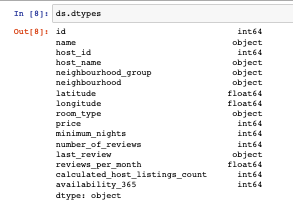 In [8]: ds.dtypes
Out[8]: id int64
name object
host_id int64
host_name object
neighbourhood_group object
neighbourhood object
latitude float64
longitude float64
room_type object
price int64
minimum_nights int64
number_of_reviews int64
last_review object
reviews_per_month float64
calculated_host_listings_count int64
availability_365 int64
dtype: object